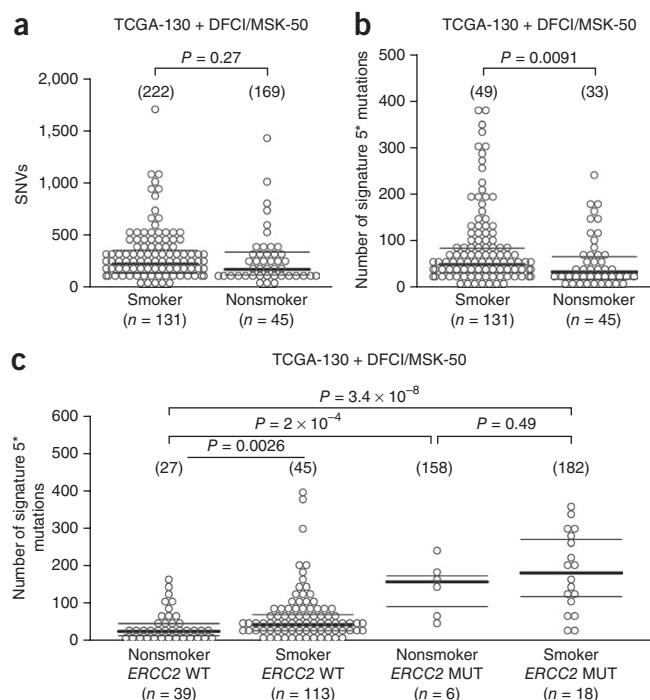 a
TCGA-130 + DFCI/MSK-50
P = 0.27
(222) (169)
2,000
1,500
1,000
500
0
SNVs
Smoker
(n = 131)
Nonsmoker
(n = 45)
b
TCGA-130 + DFCI/MSK-50
P = 0.0091
(49) (33)
500
400
300
200
100
0
Number of signature 5* mutations
Smoker
(n = 131)
Nonsmoker
(n = 45)
c
TCGA-130 + DFCI/MSK-50
P = 3.4 × 10⁻⁸
P = 2 × 10⁻⁴
P = 0.49
P = 0.0026
(27) (45) (158) (182)
600
500
400
300
200
100
0
Number of signature 5*
mutations
Nonsmoker
ERCC2 WT
(n = 39)
Smoker
ERCC2 WT
(n = 113)
Nonsmoker
ERCC2 MUT
(n = 6)
Smoker
ERCC2 MUT
(n = 18)